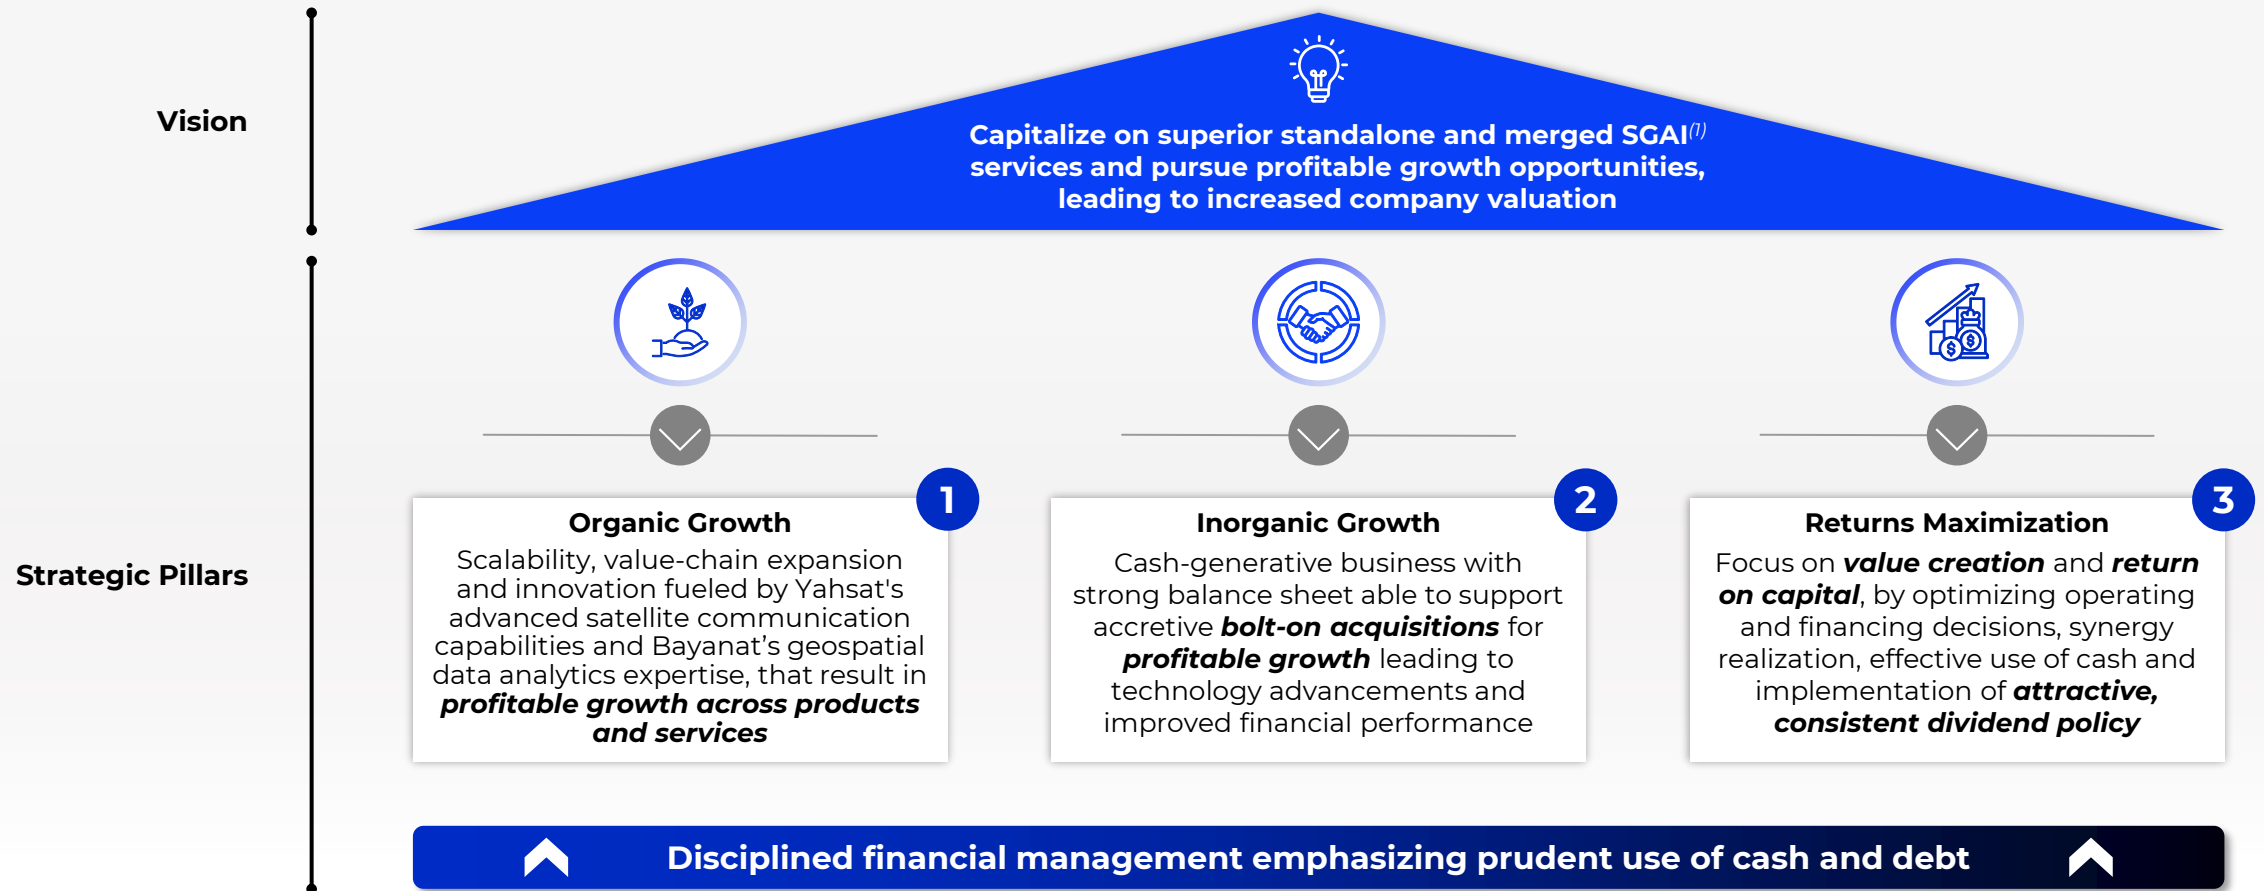 Vision
Capitalize on superior standalone and merged SGAI(1)
services and pursue profitable growth opportunities,
leading to increased company valuation
Strategic Pillars
1
Organic Growth
Scalability, value-chain expansion
and innovation fueled by Yahsat's
advanced satellite communication
capabilities and Bayanat’s geospatial
data analytics expertise, that result in
profitable growth across products
and services
2
Inorganic Growth
Cash-generative business with
strong balance sheet able to support
accretive bolt-on acquisitions for
profitable growth leading to
technology advancements and
improved financial performance
3
Returns Maximization
Focus on value creation and return
on capital, by optimizing operating
and financing decisions, synergy
realization, effective use of cash and
implementation of attractive,
consistent dividend policy
Disciplined financial management emphasizing prudent use of cash and debt